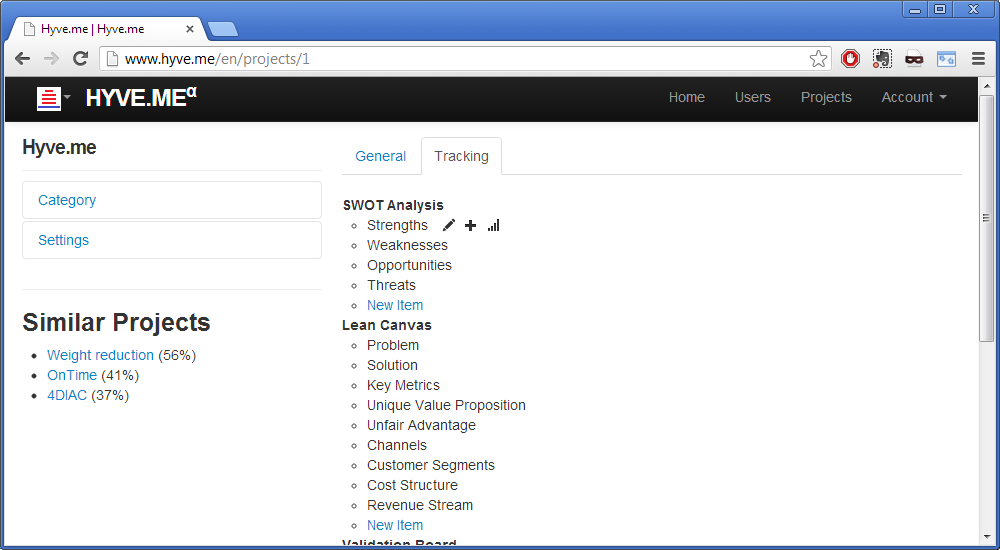 Hyve.me | Hyve.me
www.hyve.me/en/projects/1
HYVE.MEα
Home Users Projects Account
Hyve.me
Category
Settings
Similar Projects
Weight reduction (56%)
OnTime (41%)
4DIAC (37%)
General Tracking
SWOT Analysis
Strengths
Weaknesses
Opportunities
Threats
New Item
Lean Canvas
Problem
Solution
Key Metrics
Unique Value Proposition
Unfair Advantage
Channels
Customer Segments
Cost Structure
Revenue Stream
New Item
Validation Board